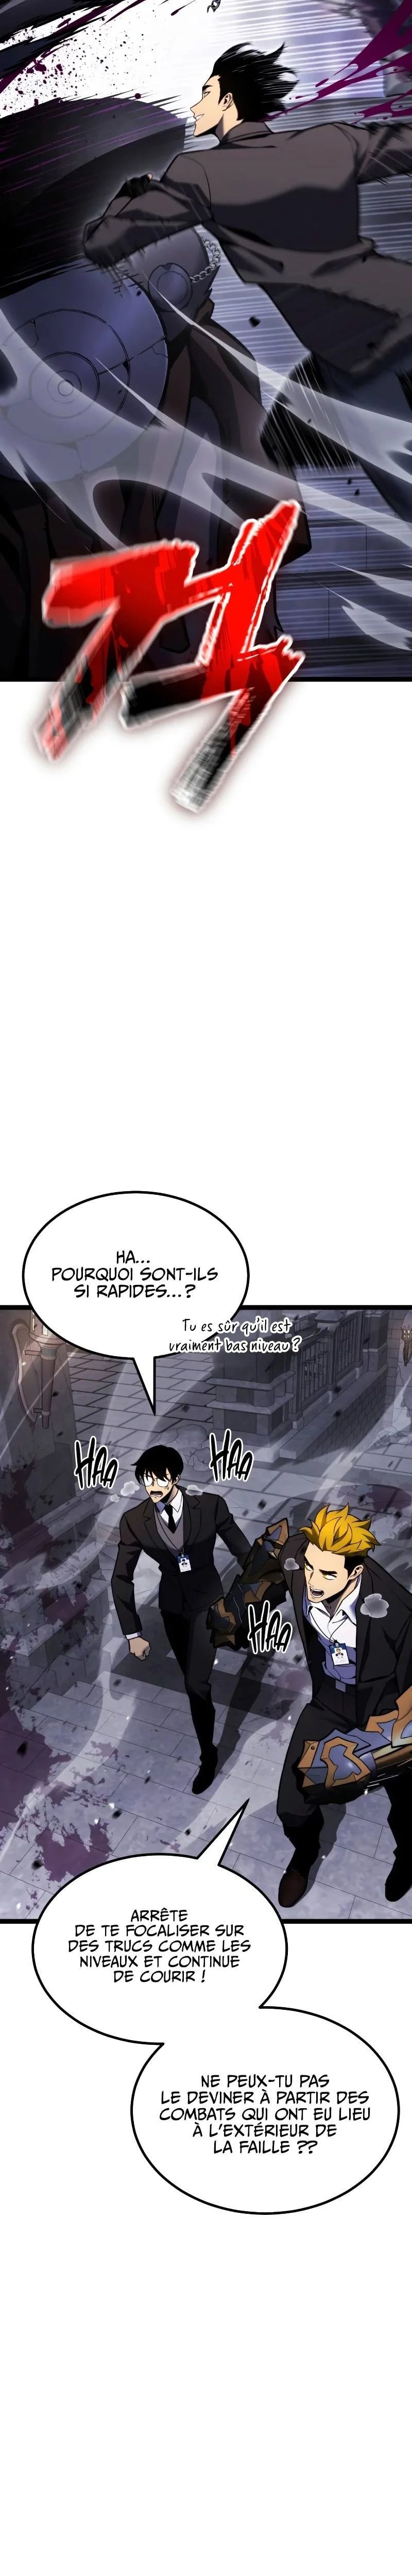 거
HA...
POURQUOI SONT-ILS
SI RAPIDES...?
Tu es sûr qu'il est
vraiment bas niveau ?
HAA
HAA
HAA
ARRÊTE
DE TE FOCALISER SUR
DES TRUCS COMME LES
NIVEAUX ET CONTINUE
DE COURIR !
NE PEUX-TU PAS
LE DEVINER À PARTIR DES
COMBATS QUI ONT EU LIEU
À L'EXTÉRIEUR DE
LA FAILLE ??